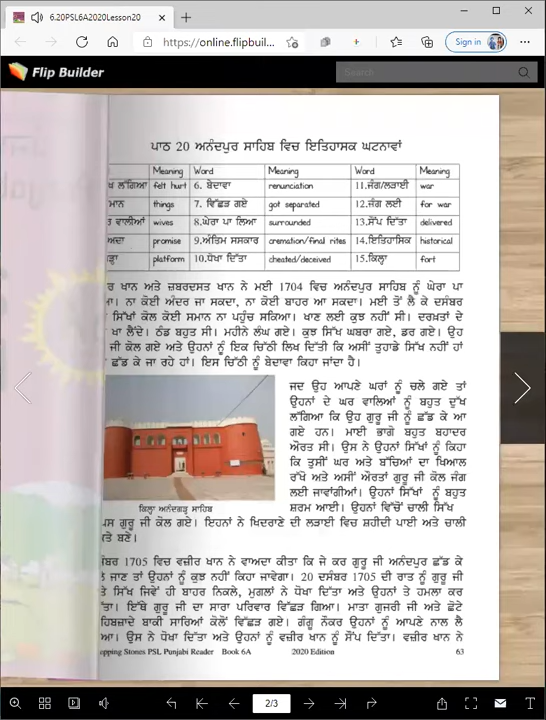 6.20PSL6A2020Lesson20
https://online.flipbuil...
Sign in
Flip Builder
Search
ਪਾਠ 20 ਅਨੰਦਪੁਰ ਸਾਹਿਬ ਵਿਚ ਇਤਿਹਾਸਕ ਘਟਨਾਵਾਂ
Meaning Word Meaning Word Meaning
ਖ ਲੱਗਿਆ felt hurt 6. ਬੇਦਾਵਾ renunciation 11.ਜੰਗ/ਲੜਾਈ war
ਮਾਨ things 7. ਵਿੱਛੜ ਗਏ got separated 12.ਜੰਗ ਲਈ for war
ਵਾਲੀਆਂ wives 8.ਘੇਰਾ ਪਾ ਲਿਆ surrounded 13.ਸੌਂਪ ਦਿੱਤਾ delivered
ਅਦਾ promise 9.ਅੰਤਿਮ ਸਸਕਾਰ cremation/final rites 14.ਇਤਿਹਾਸਿਕ historical
platform 10.ਧੋਖਾ ਦਿੱਤਾ cheated/deceived 15.ਕਿਲ੍ਹਾ fort
ਰ ਖਾਨ ਅਤੇ ਜ਼ਬਰਦਸਤ ਖਾਨ ਨੇ ਮਈ 1704 ਵਿਚ ਅਨੰਦਪੁਰ ਸਾਹਿਬ ਨੂੰ ਘੇਰਾ ਪਾ
ਆ। ਨਾ ਕੋਈ ਅੰਦਰ ਜਾ ਸਕਦਾ, ਨਾ ਕੋਈ ਬਾਹਰ ਆ ਸਕਦਾ। ਮਈ ਤੋਂ ਲੈ ਕੇ ਦਸੰਬਰ
ਸਿੱਖਾਂ ਕੋਲ ਕੋਈ ਸਮਾਨ ਨਾ ਪਹੁੰਚ ਸਕਿਆ। ਖਾਣ ਲਈ ਕੁਝ ਨਹੀਂ ਸੀ। ਦਰਖ਼ਤਾਂ ਦੇ
ਖਾ ਲੈਂਦੇ। ਠੰਡ ਬਹੁਤ ਸੀ। ਮਹੀਨੇ ਲੰਘ ਗਏ। ਕੁਝ ਸਿੱਖ ਘਬਰਾ ਗਏ, ਡਰ ਗਏ। ਉਹ
ਜੀ ਕੋਲ ਗਏ ਅਤੇ ਉਹਨਾਂ ਨੂੰ ਇਕ ਚਿੱਠੀ ਲਿਖ ਦਿੱਤੀ ਕਿ ਅਸੀਂ ਤੁਹਾਡੇ ਸਿੱਖ ਨਹੀਂ ਹਾਂ
ਛੱਡ ਕੇ ਜਾ ਰਹੇ ਹਾਂ। ਇਸ ਚਿੱਠੀ ਨੂੰ ਬੇਦਾਵਾ ਕਿਹਾ ਜਾਂਦਾ ਹੈ।
ਜਦ ਉਹ ਆਪਣੇ ਘਰਾਂ ਨੂੰ ਚਲੇ ਗਏ ਤਾਂ
ਉਹਨਾਂ ਦੇ ਘਰ ਵਾਲਿਆਂ ਨੂੰ ਬਹੁਤ ਦੁੱਖ
ਲੱਗਿਆ ਕਿ ਉਹ ਗੁਰੂ ਜੀ ਨੂੰ ਛੱਡ ਕੇ ਆ
ਗਏ ਹਨ। ਮਾਈ ਭਾਗੋ ਬਹੁਤ ਬਹਾਦਰ
ਔਰਤ ਸੀ। ਉਸ ਨੇ ਉਹਨਾਂ ਸਿੱਖਾਂ ਨੂੰ ਕਿਹਾ
ਕਿ ਤੁਸੀਂ ਘਰ ਅਤੇ ਬੱਚਿਆਂ ਦਾ ਖਿਆਲ
ਰੱਖੋ ਅਤੇ ਅਸੀਂ ਔਰਤਾਂ ਗੁਰੂ ਜੀ ਕੋਲ ਜੰਗ
ਲਈ ਜਾਵਾਂਗੀਆਂ। ਉਹਨਾਂ ਸਿੱਖਾਂ ਨੂੰ ਬਹੁਤ
ਸ਼ਰਮ ਆਈ। ਉਹਨਾਂ ਵਿੱਚੋਂ ਚਾਲੀ ਸਿੱਖ
ਕਿਲ੍ਹਾ ਅਨੰਦਗੜ੍ਹ ਸਾਹਿਬ
ਪਸ ਗੁਰੂ ਜੀ ਕੋਲ ਗਏ। ਇਹਨਾਂ ਨੇ ਖਿਦਰਾਣੇ ਦੀ ਲੜਾਈ ਵਿਚ ਸ਼ਹੀਦੀ ਪਾਈ ਅਤੇ ਚਾਲੀ
ਕਤੇ ਬਣੇ।
ਸੰਬਰ 1705 ਵਿਚ ਵਜ਼ੀਰ ਖਾਨ ਨੇ ਵਾਅਦਾ ਕੀਤਾ ਕਿ ਜੇ ਕਰ ਗੁਰੂ ਜੀ ਅਨੰਦਪੁਰ ਛੱਡ ਕੇ
ਜਾਣ ਤਾਂ ਉਹਨਾਂ ਨੂੰ ਕੁਝ ਨਹੀਂ ਕਿਹਾ ਜਾਵੇਗਾ। 20 ਦਸੰਬਰ 1705 ਦੀ ਰਾਤ ਨੂੰ ਗੁਰੂ ਜੀ
ਤੇ ਸਿੱਖ ਜਿਵੇਂ ਹੀ ਬਾਹਰ ਨਿਕਲੇ, ਮੁਗਲਾਂ ਨੇ ਧੋਖਾ ਦਿੱਤਾ ਅਤੇ ਉਹਨਾਂ ਤੇ ਹਮਲਾ ਕਰ
ਤਾ। ਇੱਥੇ ਗੁਰੂ ਜੀ ਦਾ ਸਾਰਾ ਪਰਿਵਾਰ ਵਿੱਛੜ ਗਿਆ। ਮਾਤਾ ਗੁਜਰੀ ਜੀ ਅਤੇ ਛੋਟੇ
ਹਿਬਜ਼ਾਦੇ ਬਾਕੀ ਸਾਰਿਆਂ ਕੋਲੋਂ ਵਿੱਛੜ ਗਏ। ਗੰਗੂ ਨੌਕਰ ਉਹਨਾਂ ਨੂੰ ਆਪਣੇ ਨਾਲ ਲੈ
ਆ। ਉਸ ਨੇ ਧੋਖਾ ਦਿੱਤਾ ਅਤੇ ਉਹਨਾਂ ਨੂੰ ਵਜ਼ੀਰ ਖਾਨ ਨੂੰ ਸੌਂਪ ਦਿੱਤਾ। ਵਜ਼ੀਰ ਖਾਨ ਨੇ
pping Stones PSL Punjabi Reader Book 6A 2020 Edition 63
2/3